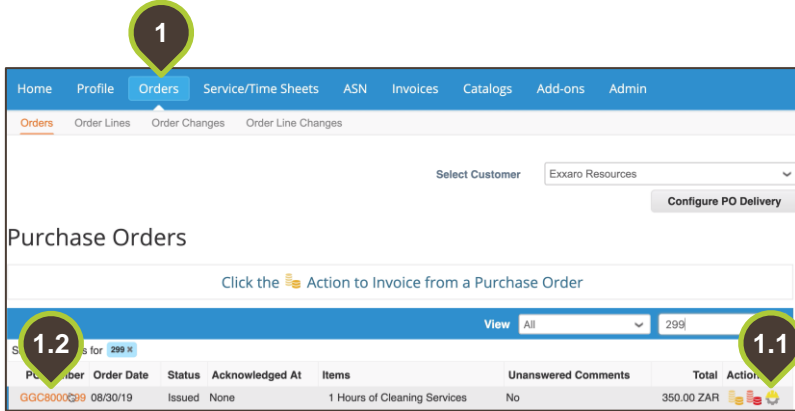 1
Home Profile Orders Service/Time Sheets ASN Invoices Catalogs Add-ons Admin
Orders Order Lines Order Changes Order Line Changes
Select Customer Exxaro Resources
Configure PO Delivery
Purchase Orders
Click the Action to Invoice from a Purchase Order
View All 299
1.2 for 299 × 1.1
Order Date Status Acknowledged At Items Unanswered Comments Total
08/30/19 Issued None 1 Hours of Cleaning Services No 350.00 ZAR